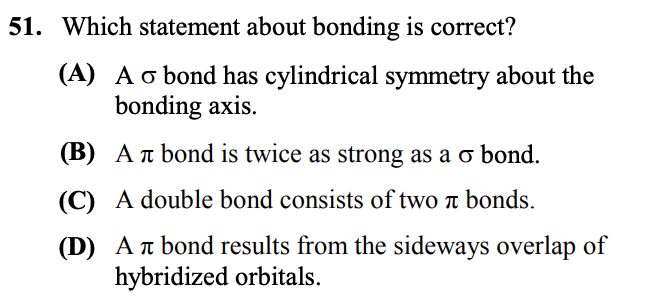 51. Which statement about bonding is correct?
(A) A σ bond has cylindrical symmetry about the
bonding axis.
(B) A π bond is twice as strong as a σ bond.
(C) A double bond consists of two π bonds.
(D) A π bond results from the sideways overlap of
hybridized orbitals.